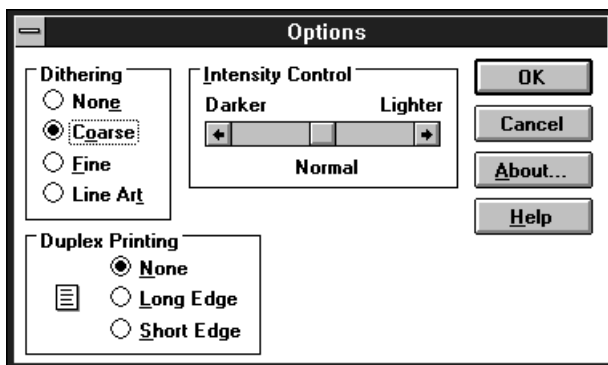 Options
Dithering
None
Coarse
Fine
Line Art
Intensity Control
Darker Lighter
Normal
OK
Cancel
About...
Help
Duplex Printing
None
Long Edge
Short Edge